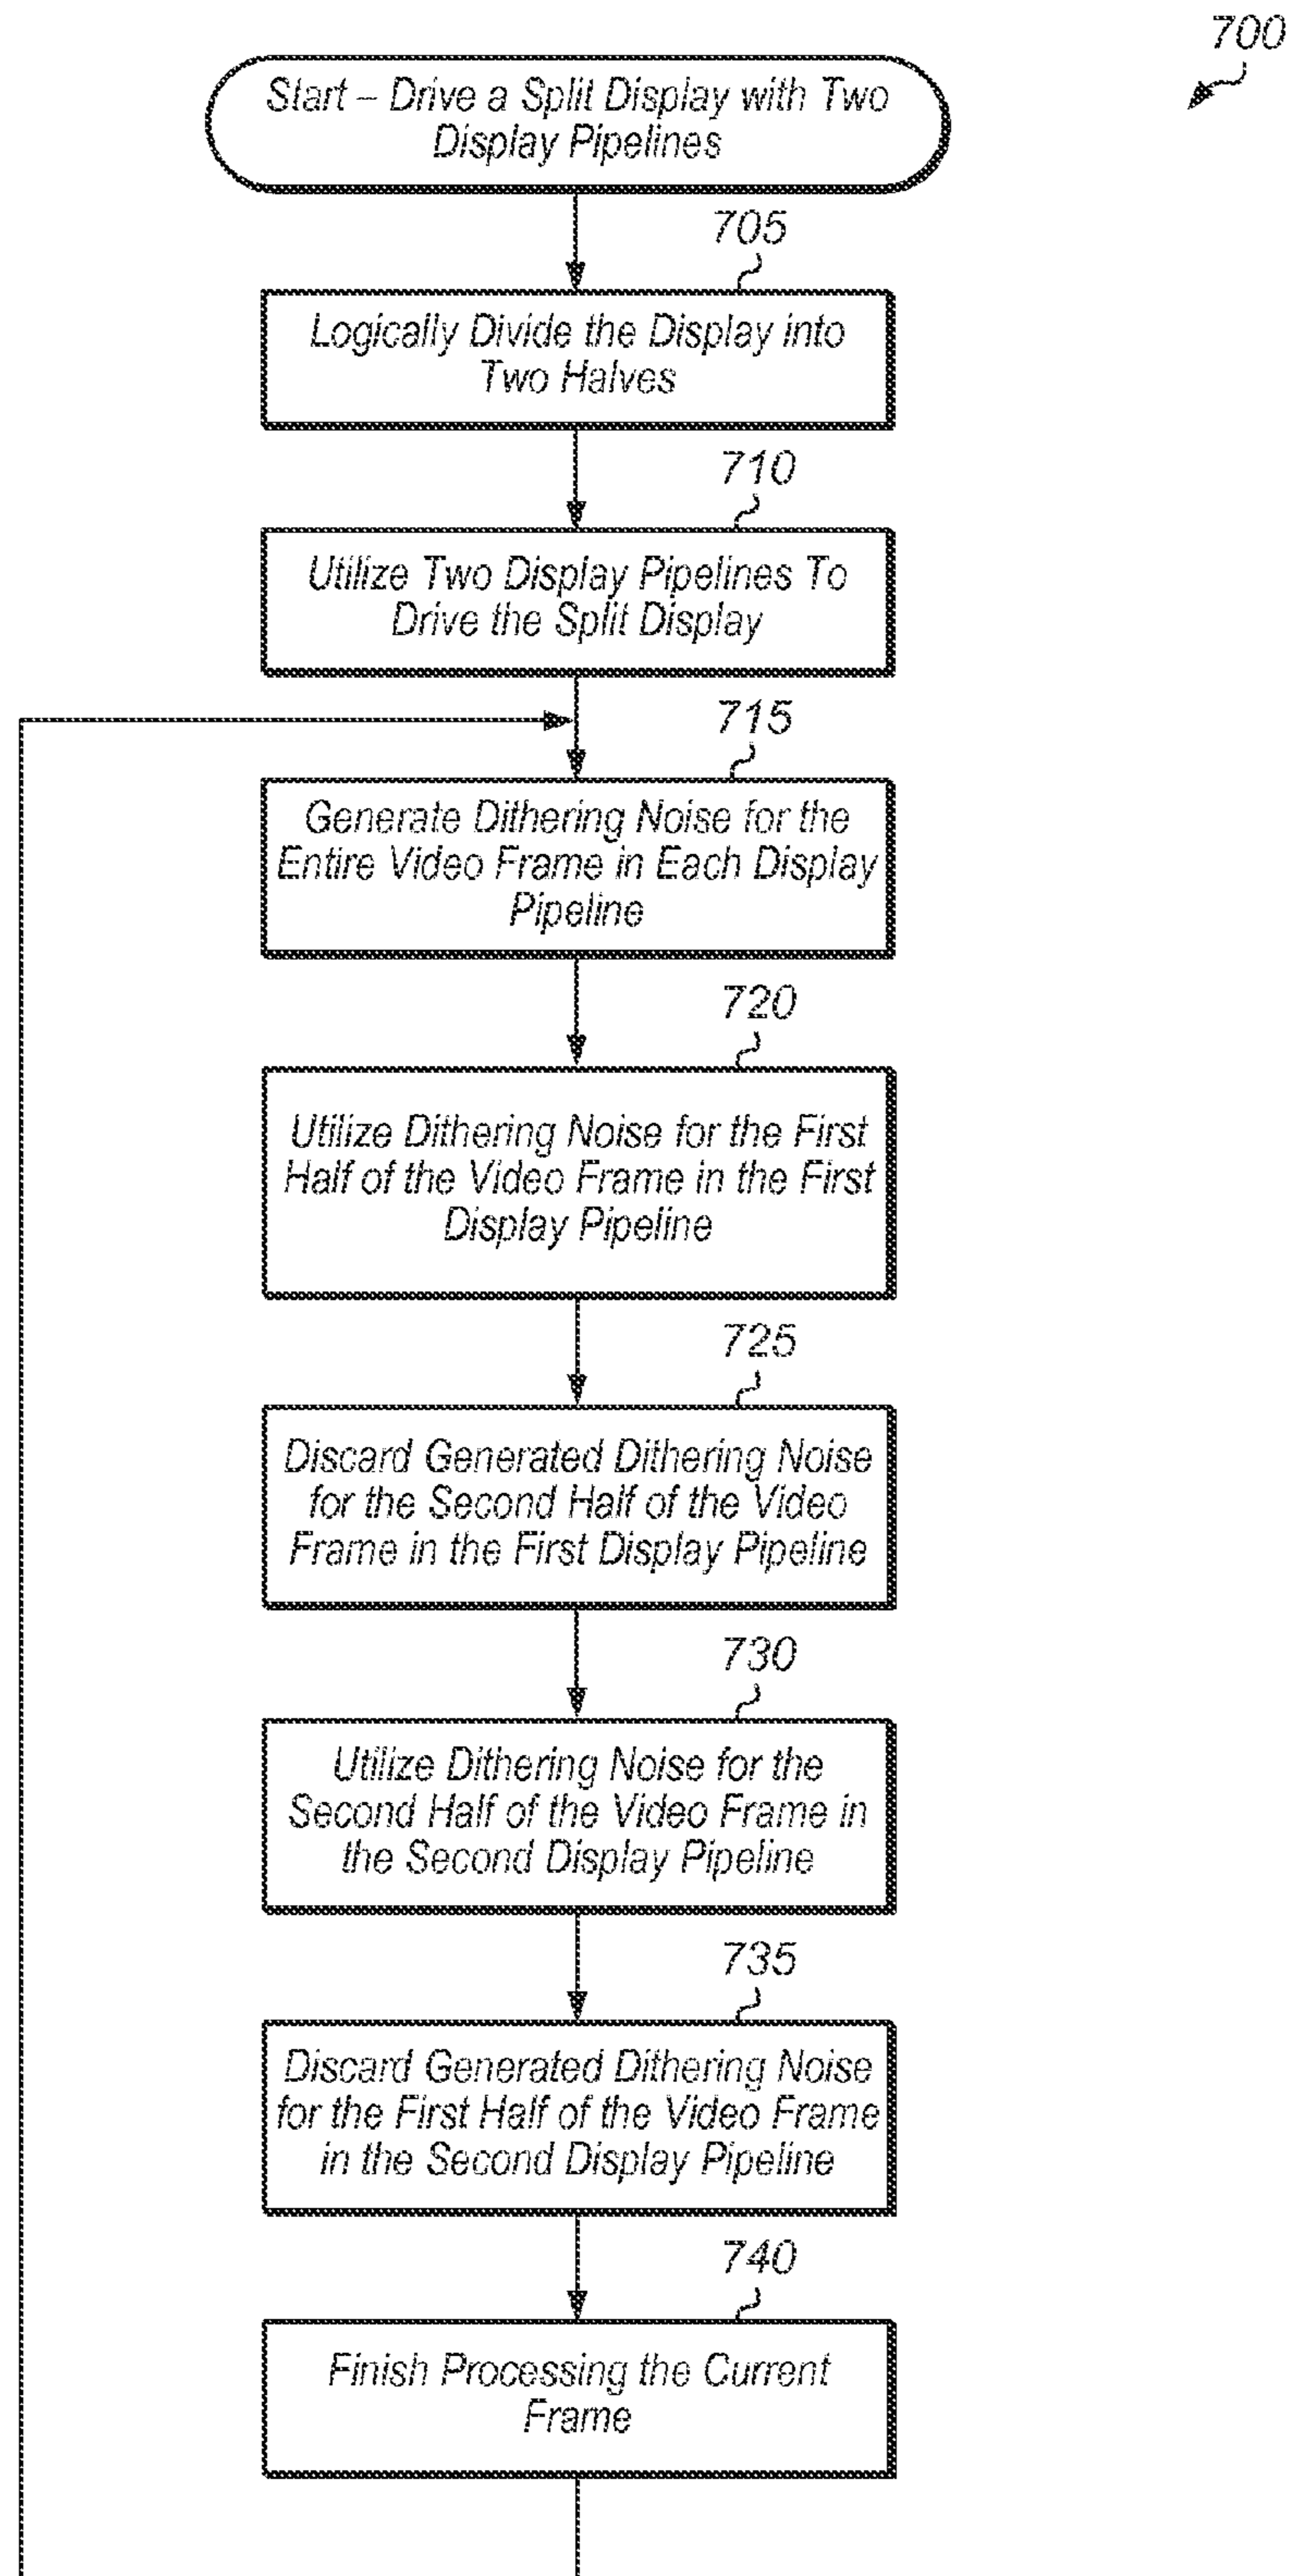 700
Start – Drive a Split Display with Two
Display Pipelines
705
Logically Divide the Display into
Two Halves
710
Utilize Two Display Pipelines To
Drive the Split Display
715
Generate Dithering Noise for the
Entire Video Frame in Each Display
Pipeline
720
Utilize Dithering Noise for the First
Half of the Video Frame in the First
Display Pipeline
725
Discard Generated Dithering Noise
for the Second Half of the Video
Frame in the First Display Pipeline
730
Utilize Dithering Noise for the
Second Half of the Video Frame in
the Second Display Pipeline
735
Discard Generated Dithering Noise
for the First Half of the Video Frame
in the Second Display Pipeline
740
Finish Processing the Current
Frame